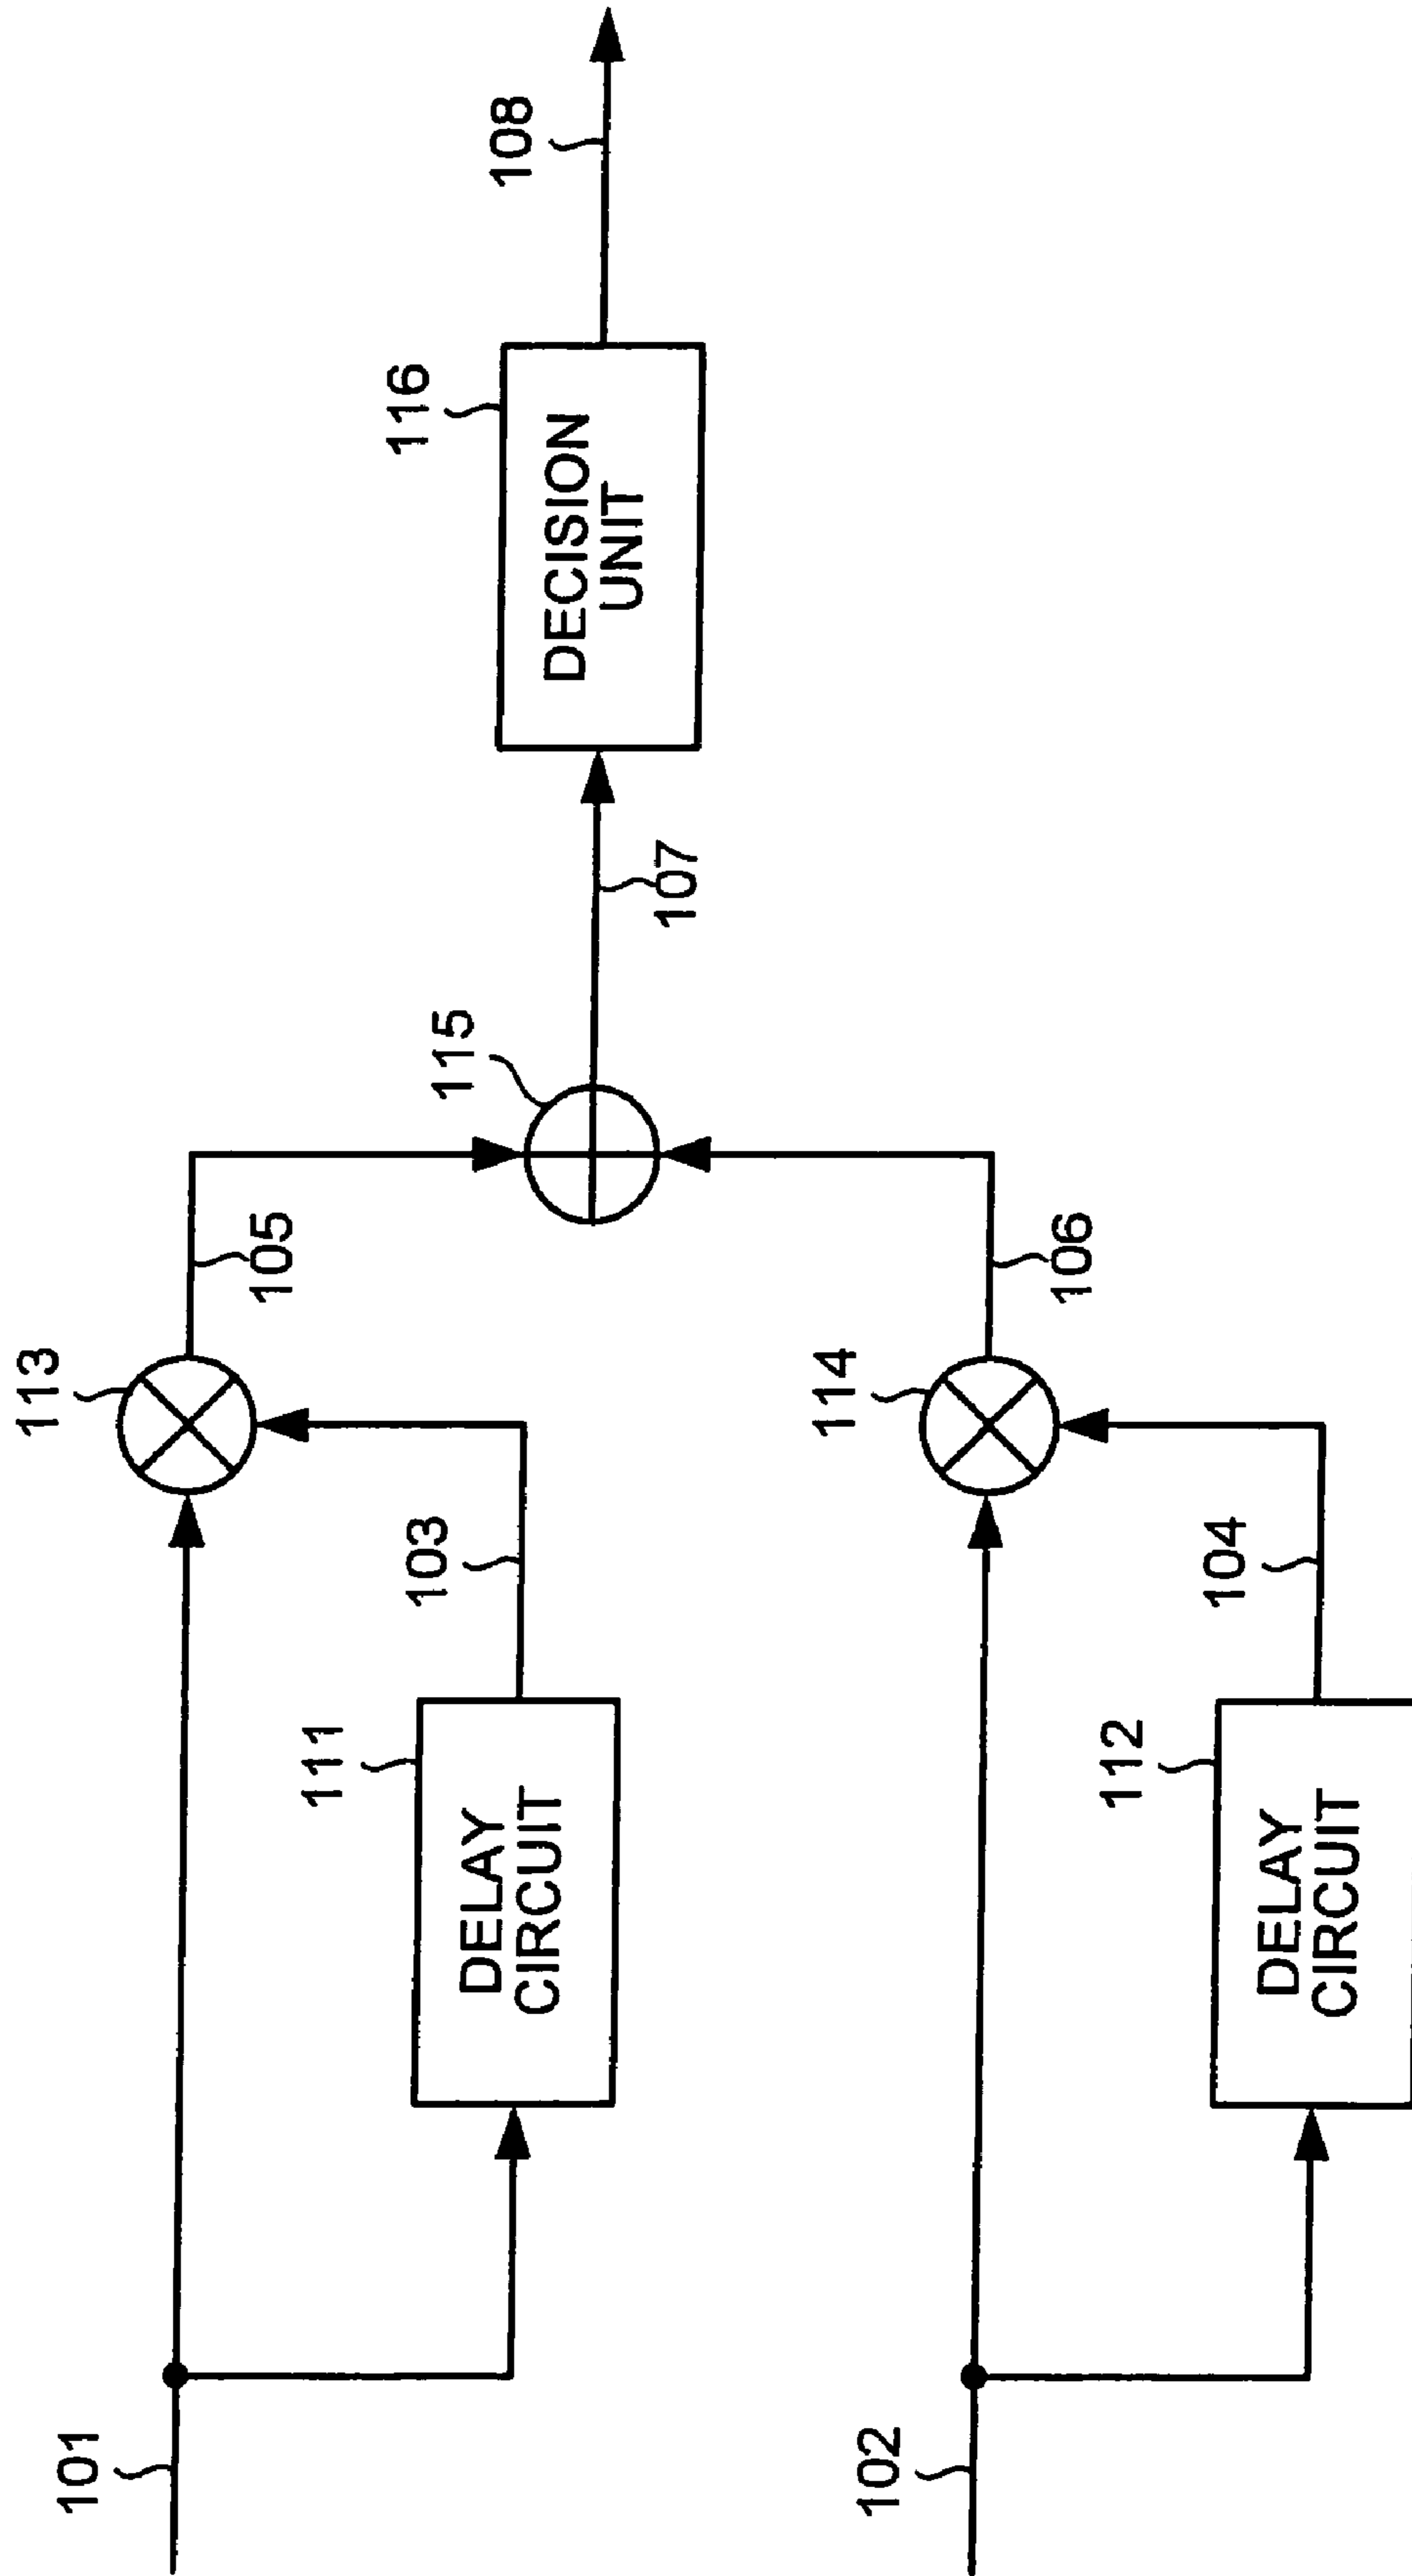 101
111
DELAY
CIRCUIT
103
113
105
102
112
DELAY
CIRCUIT
104
114
106
115
107
116
DECISION
UNIT
108